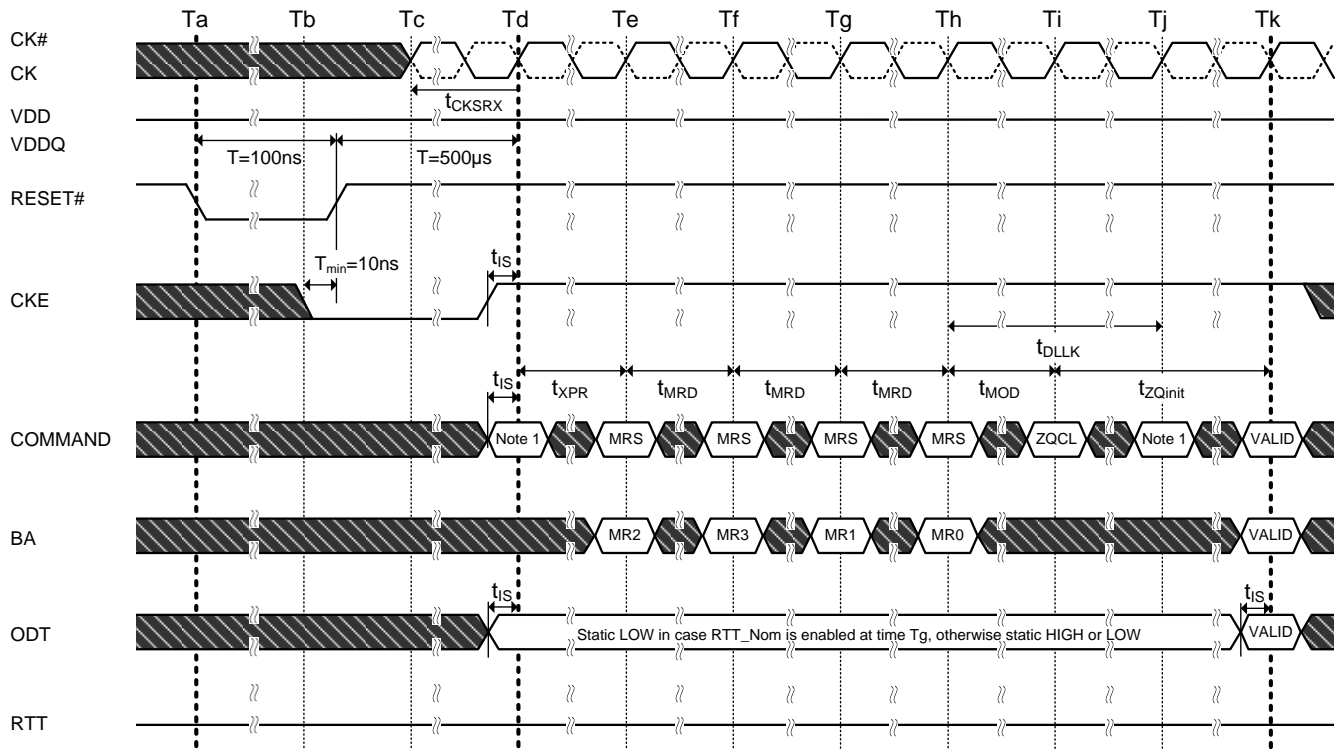 Ta Tb Tc Td Te Tf Tg Th Ti Tj Tk
CK#
CK
tCKSRX
VDD
VDDQ
T=100ns T=500µs
RESET#
Tmin=10ns tIS
CKE
tDLLK
tIS tXPR tMRD tMRD tMRD tMOD tZQinit
COMMAND Note 1 MRS MRS MRS MRS ZQCL Note 1 VALID
BA MR2 MR3 MR1 MR0 VALID
tIS tIS
ODT Static LOW in case RTT_Nom is enabled at time Tg, otherwise static HIGH or LOW VALID
RTT